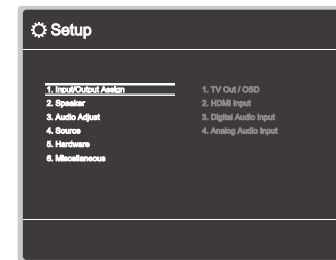 Setup
1. Input/Output Assign
2. Speaker
3. Audio Adjust
4. Source
5. Hardware
6. Miscellaneous
1. TV Out / OSD
2. HDMI Input
3. Digital Audio Input
4. Analog Audio Input